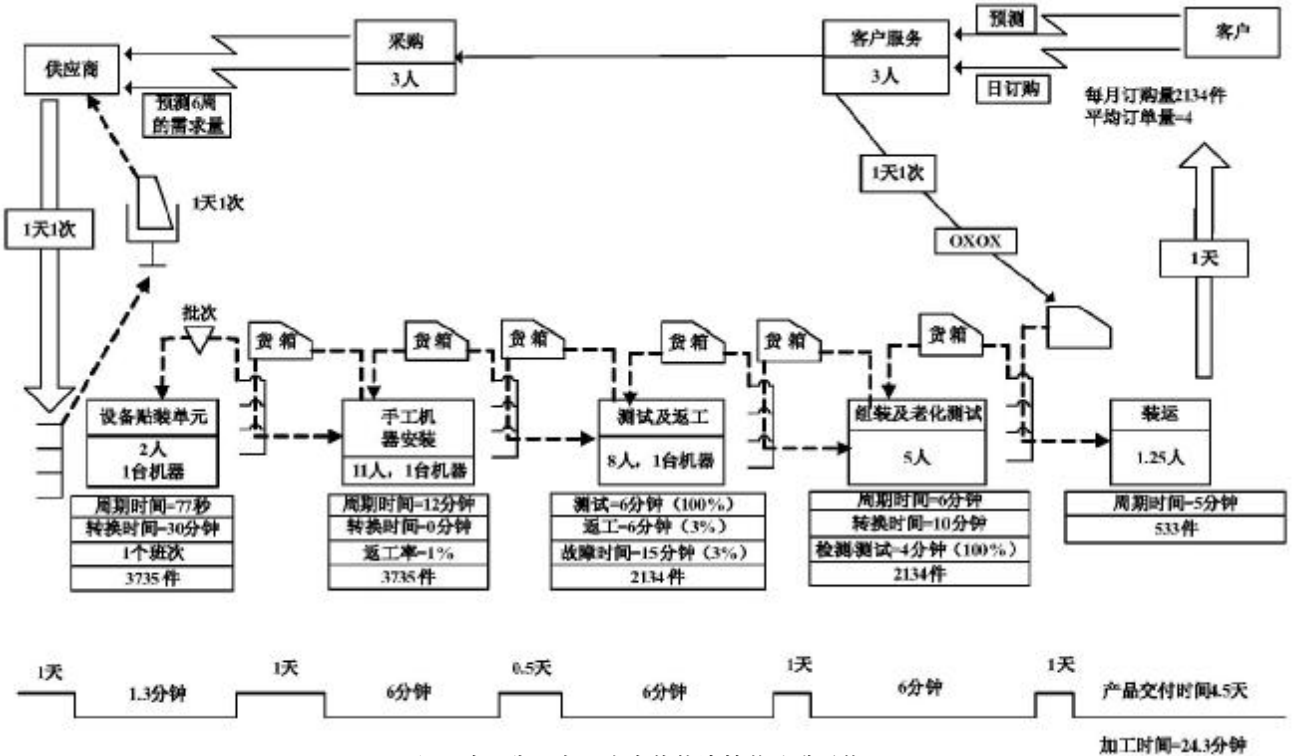 预测
客户
采购
客户服务
供应商
3人
3人
日订购
预测6周
的需求量
每月订购量2134件
平均订单量=4
1天1次
1天1次
1天1次
OXOX
1天
批次
货箱
货箱
货箱
货箱
货箱
货箱
设备贴装单元
2人
1台机器
手工机
器安装
11人，1台机器
测试及返工
8人，1台机器
组装及老化测试
5人
装运
1.25人
周期时间=77秒
转换时间=30分钟
1个班次
3735件
周期时间=12分钟
转换时间=0分钟
返工率=1%
3735件
测试=6分钟（100%）
返工=6分钟（3%）
故障时间=15分钟（3%）
2134件
周期时间=6分钟
转换时间=10分钟
检测/测试=4分钟（100%）
2134件
周期时间=5分钟
533件
1天
1.3分钟
1天
6分钟
0.5天
6分钟
1天
6分钟
1天
产品交付时间4.5天
加工时间=24.3分钟